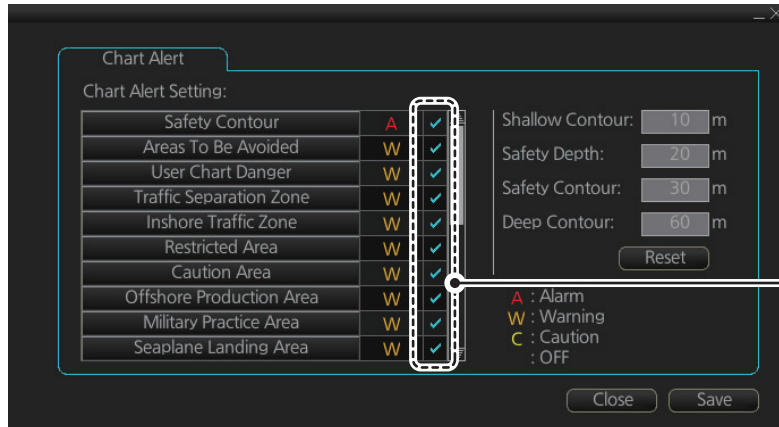 Chart Alert
Chart Alert Setting:
Safety Contour A
Areas To Be Avoided W
User Chart Danger W
Traffic Separation Zone W
Inshore Traffic Zone W
Restricted Area W
Caution Area W
Offshore Production Area W
Military Practice Area W
Seaplane Landing Area W
Shallow Contour: 10 m
Safety Depth: 20 m
Safety Contour: 30 m
Deep Contour: 60 m
Reset
A : Alarm
W : Warning
C : Caution
: OFF
Close Save